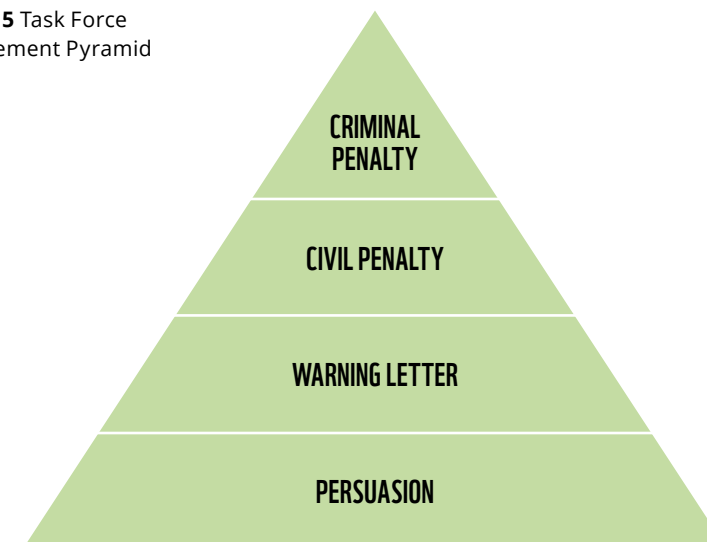 5 Task Force
ement Pyramid
CRIMINAL
PENALTY
CIVIL PENALTY
WARNING LETTER
PERSUASION